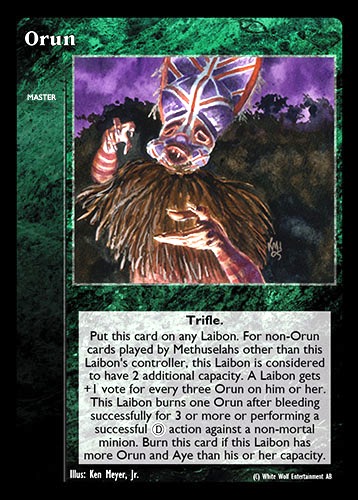 Orun
MASTER
Trifle.
Put this card on any Laibon. For non-Orun
cards played by Methuselahs other than this
Laibon's controller, this Laibon is considered
to have 2 additional capacity. A Laibon gets
+1 vote for every three Orun on him or her.
This Laibon burns one Orun after bleeding
successfully for 3 or more or performing a
successful Ⓓ action against a non-mortal
minion. Burn this card if this Laibon has
more Orun and Aye than his or her capacity.
Illus: Ken Meyer, Jr.
(C) White Wolf Entertainment AB
KMJ
05